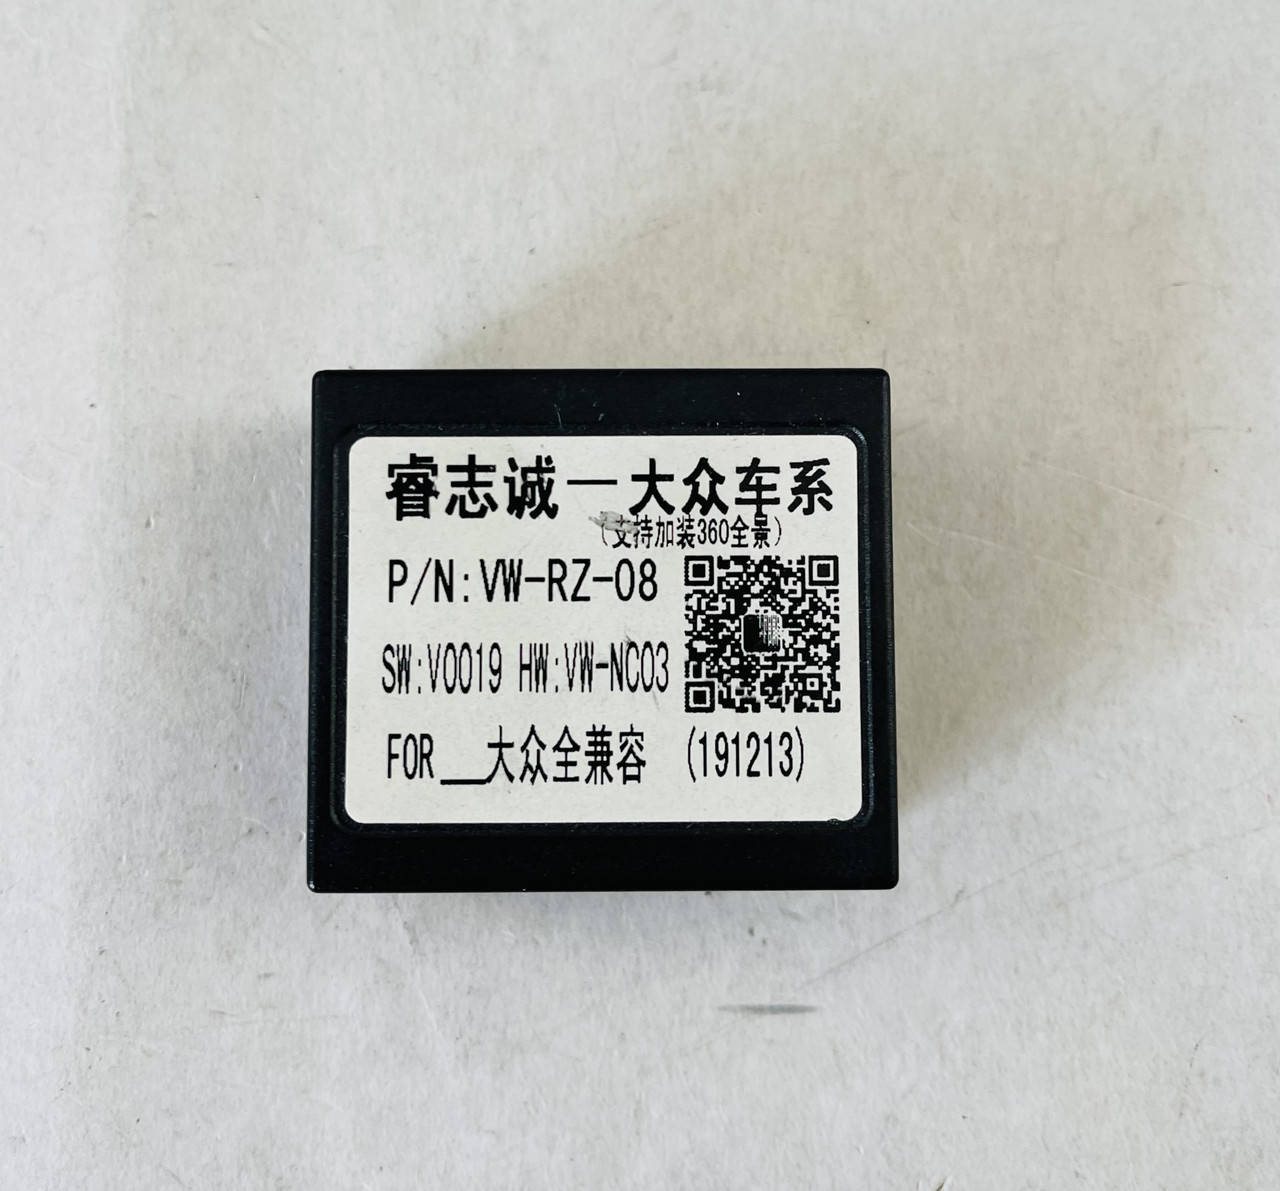 睿志诚一大众车系
(支持加装360全景)
P/N:VW-RZ-08
SW:V0019 HW:VW-NC03
FOR__大众全兼容 (191213)